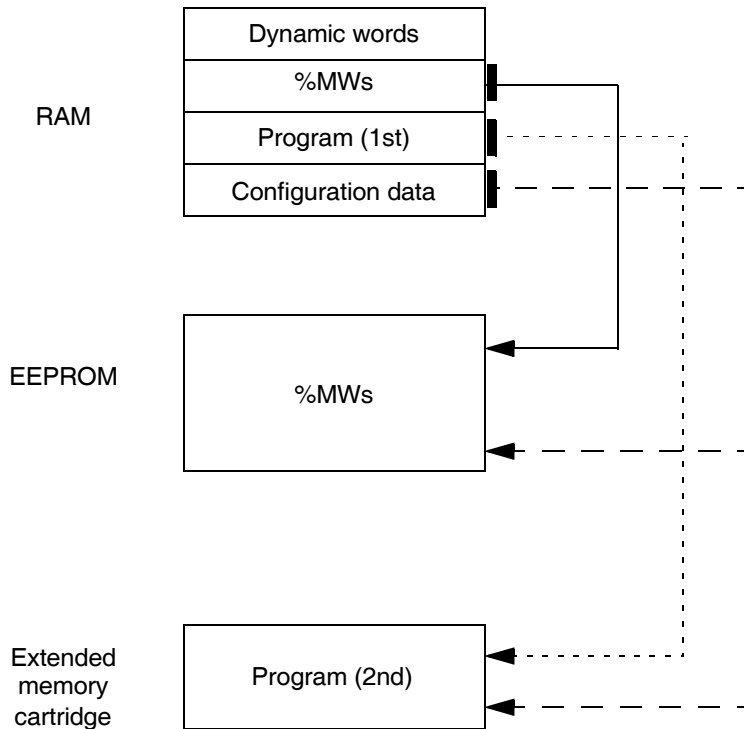 Dynamic words
%MWs
RAM
Program (1st)
Configuration data
EEPROM
%MWs
Extended
memory
cartridge
Program (2nd)